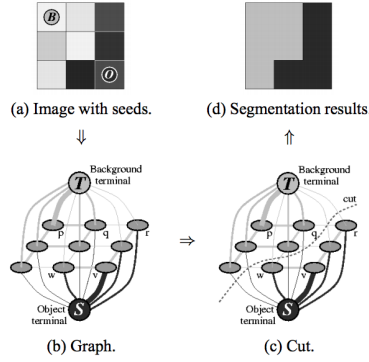 B
O
(a) Image with seeds.
(d) Segmentation results
⇓
⇑
Background
terminal
T
p
q
r
w
v
S
Object
terminal
(b) Graph.
⇒
Background
terminal
T
cut
p
q
r
w
v
S
Object
terminal
(c) Cut.